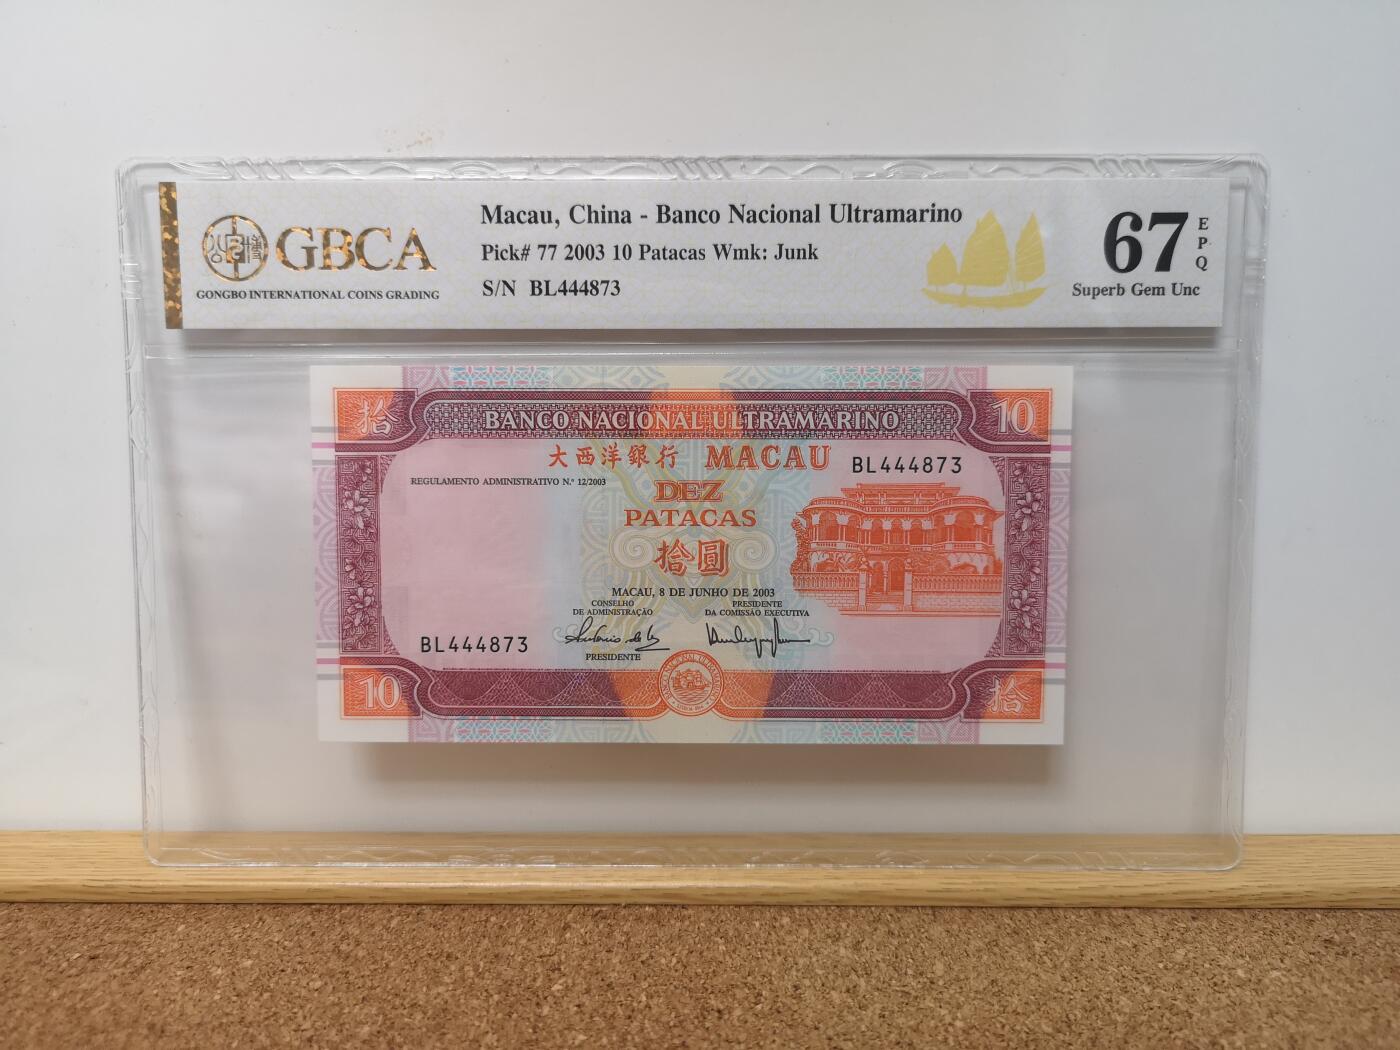 GBCA
GONGBO INTERNATIONAL COINS GRADING
Macau, China - Banco Nacional Ultramarino
Pick# 77 2003 10 Patacas Wmk: Junk
S/N BL444873
67
EPQ
Superb Gem Unc
拾
BANCO NACIONAL ULTRAMARINO
10
大西洋銀行 MACAU
BL444873
REGULAMENTO ADMINISTRATIVO N.º 12/2003
DEZ
PATACAS
拾圓
MACAU, 8 DE JUNHO DE 2003
CONSELHO
DE ADMINISTRAÇÃO
PRESIDENTE
DA COMISSÃO EXECUTIVA
BL444873
PRESIDENTE
10
BANCO NACIONAL ULTRAMARINO
拾